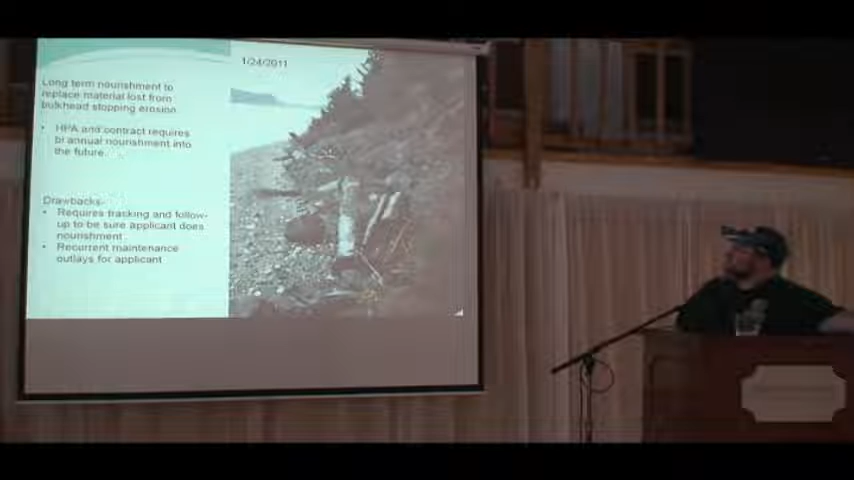 1/24/2011
Long term nourishment to
replace material lost from
bulkhead stopping erosion
• HPA and contract requires
bi annual nourishment into
the future.
Drawbacks-
• Requires tracking and follow-
up to be sure applicant does
nourishment
• Recurrent maintenance
outlays for applicant